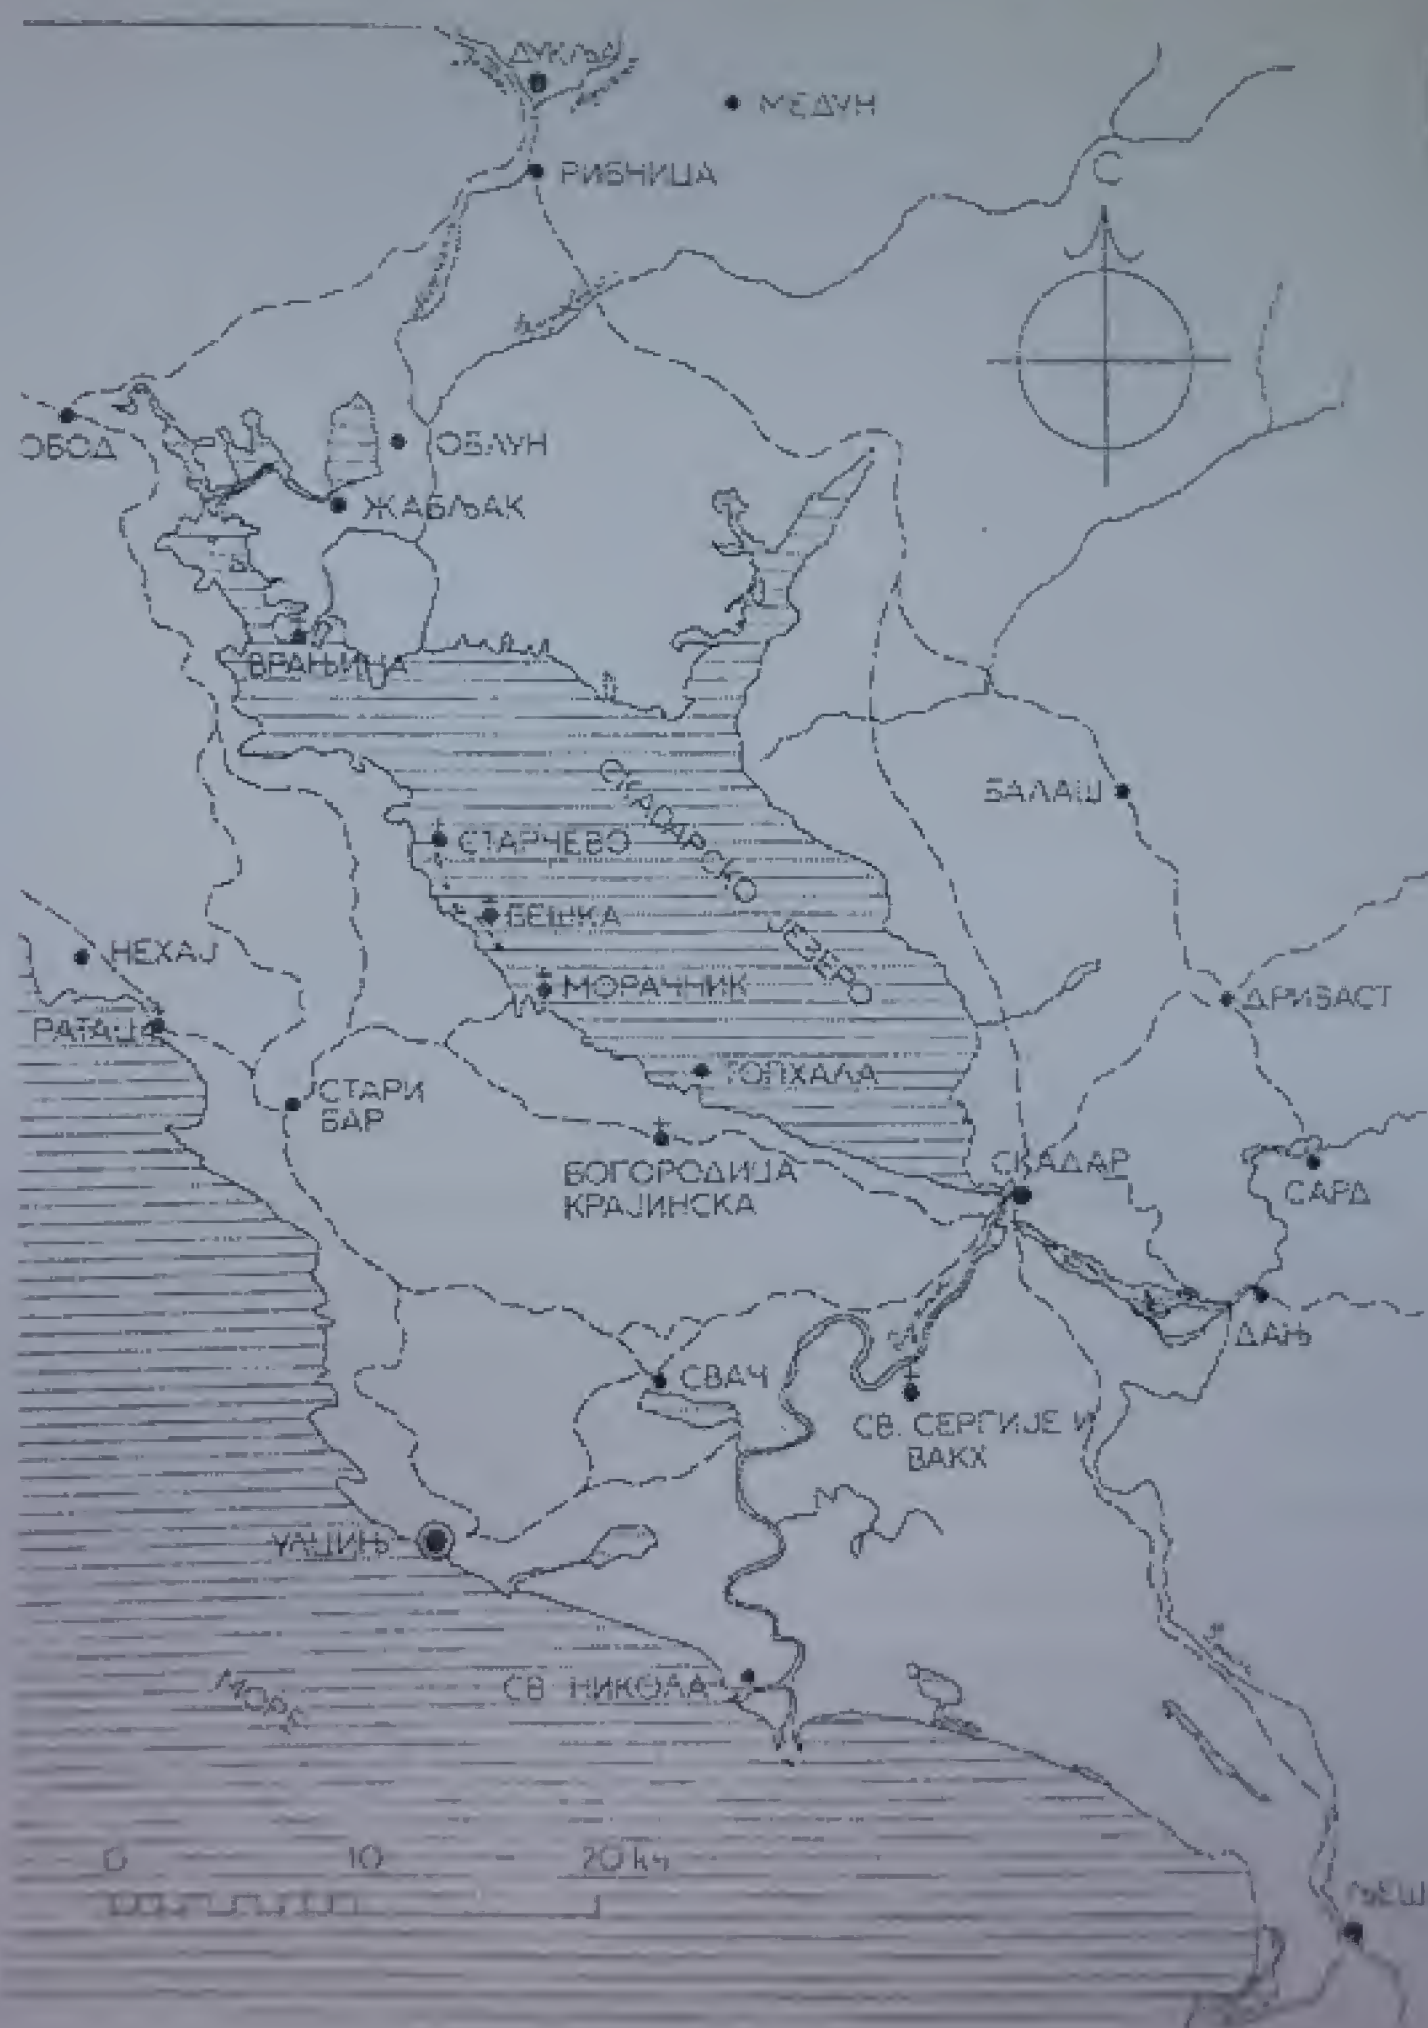 ДУКЉА
МЕДУН
РИБНИЦА
С
ОБОД
ОБЛУН
ЖАБЉАК
ВРАЊИНА
СКАДАРСКО ЈЕЗЕРО
БАЛАШ
СТАРЧЕВО
БЕШКА
НЕХАЈ
МОРАЧНИК
ДРИВАСТ
РАТАЦ
ТОПХАЛА
СТАРИ
БАР
БОГОРОДИЦА
КРАЈИНСКА
СКАДАР
САРД
ДАЊ
СВАЧ
СВ. СЕРГИЈЕ И
ВАКХ
УЛЦИЊ
СВ. НИКОЛА
МОРЕ
0 10 20 km
ЉЕШ